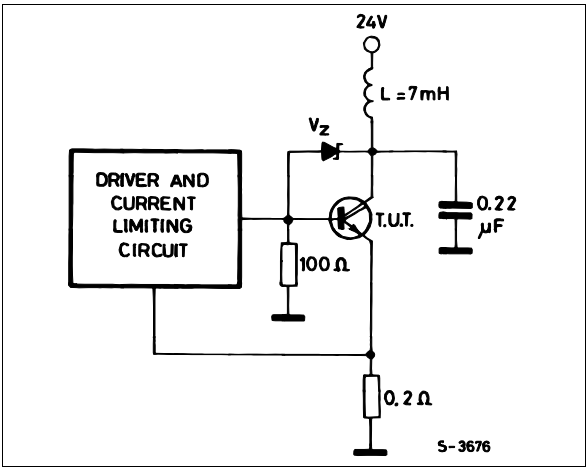 24V
L = 7mH
Vz
DRIVER AND
CURRENT
LIMITING
CIRCUIT
T.U.T.
0.22
μF
100 Ω
0.2 Ω
S-3676